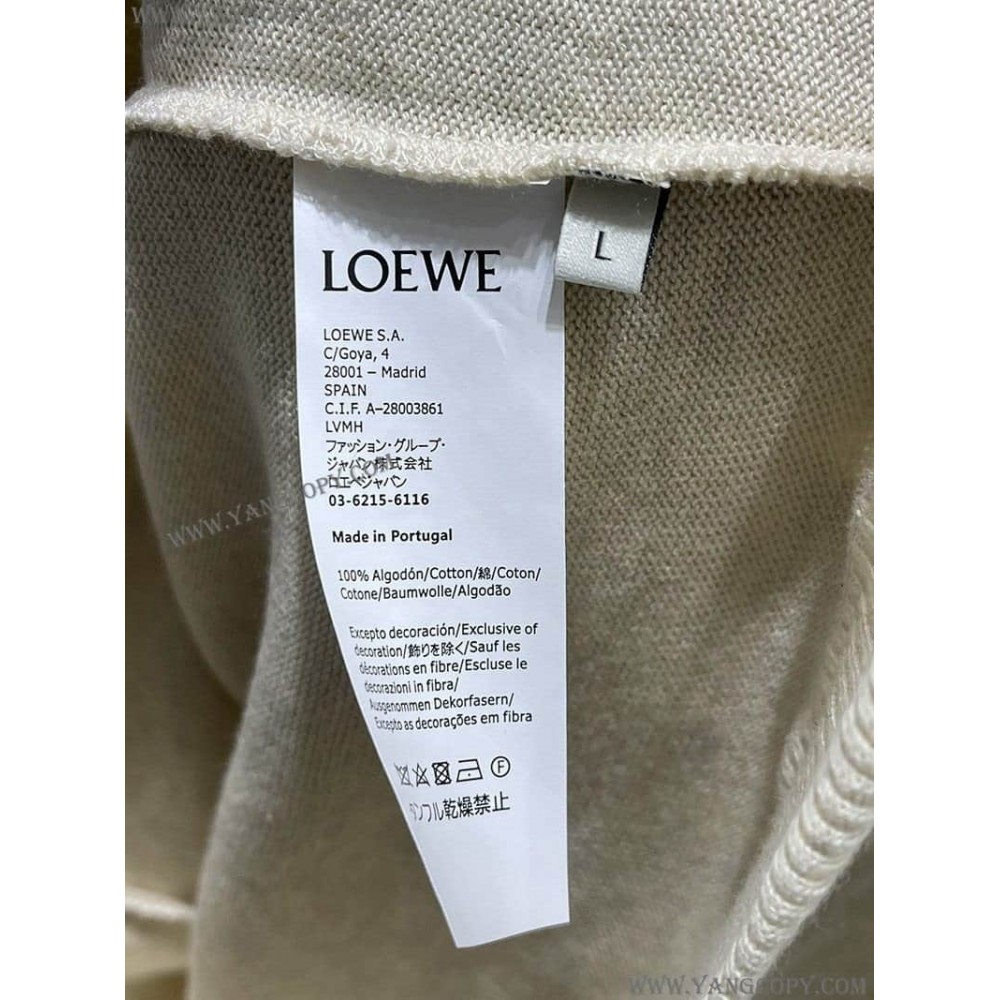 L
LOEWE
LOEWE S.A.
C/Goya, 4
28001 – Madrid
SPAIN
C.I.F. A-28003861
LVMH
ファッション・グループ・
ジャパン株式会社
ロエベジャパン
03-6215-6116
Made in Portugal
100% Algodón/Cotton/綿/Coton/
Cotone/Baumwolle/Algodão
Excepto decoración/Exclusive of
decoration/飾りを除く/Sauf les
décorations en fibre/Escluse le
decorazioni in fibra/
Ausgenommen Dekorfasern/
Excepto as decorações em fibra
F
タンブル乾燥禁止
WWW.YANGCOPY.COM
WWW.YANGCOPY.COM